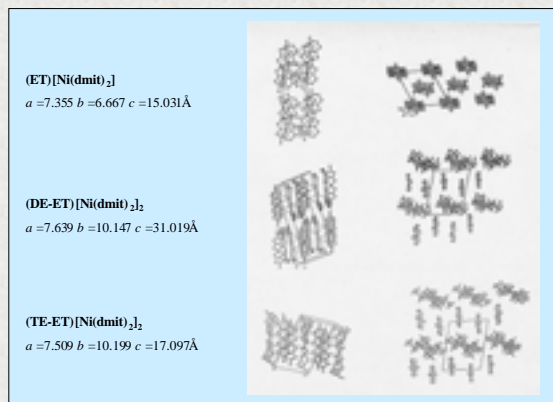 (ET)[Ni(dmit)₂]
a =7.355 b =6.667 c =15.031Å
(DE-ET)[Ni(dmit)₂]₂
a =7.639 b =10.147 c =31.019Å
(TE-ET)[Ni(dmit)₂]₂
a =7.509 b =10.199 c =17.097Å